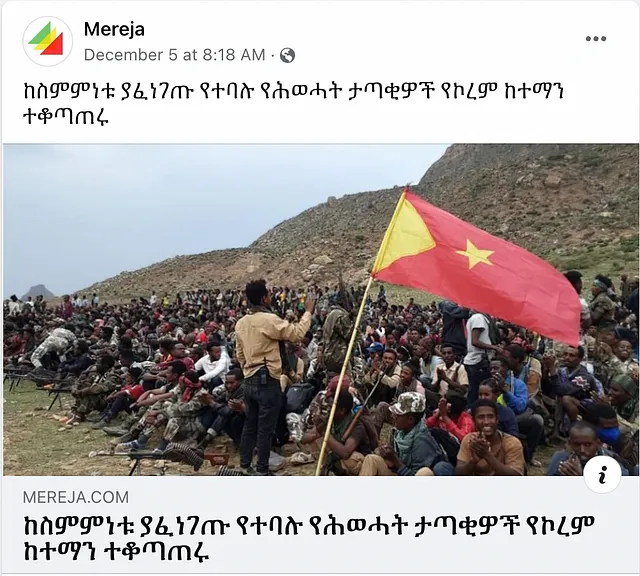 Mereja
December 5 at 8:18 AM ·
ከስምምነቱ ያፈነገጡ የተባሉ የሕወሓት ታጣቂዎች የኮረም ከተማን
ተቆጣጠሩ
MEREJA.COM
ከስምምነቱ ያፈነገጡ የተባሉ የሕወሓት ታጣቂዎች የኮረም
ከተማን ተቆጣጠሩ